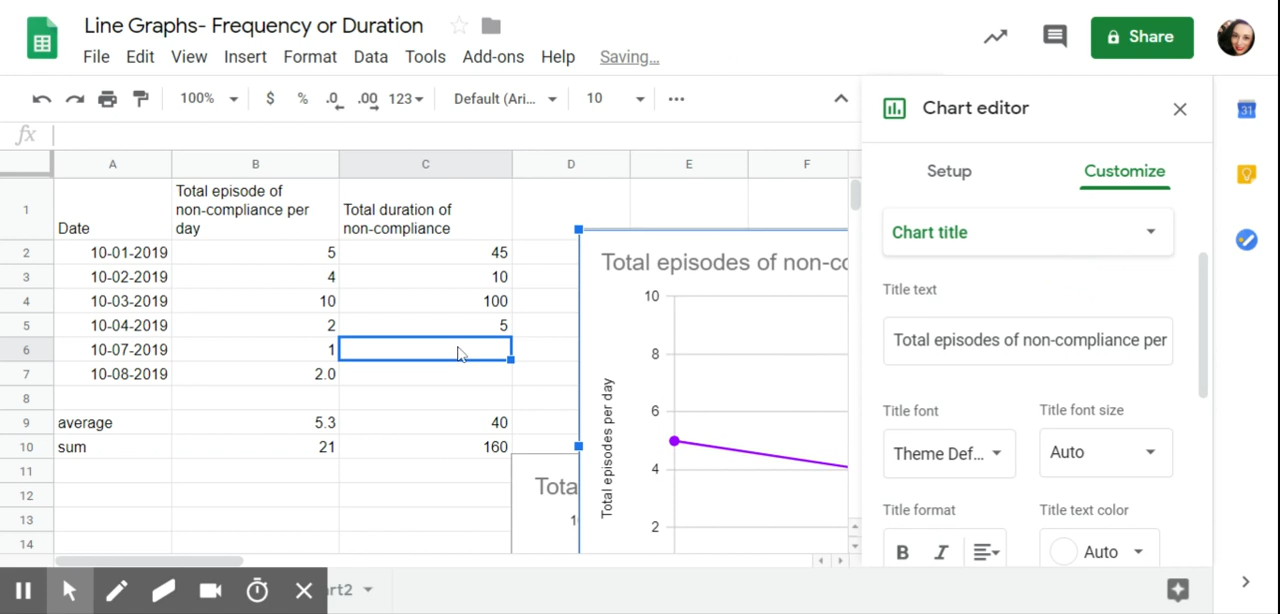 Line Graphs- Frequency or Duration
File Edit View Insert Format Data Tools Add-ons Help Saving...
Share
100% $ % .0 .00 123 Default (Ari... 10
fx
Chart editor
Setup Customize
A B C D E F
1 Date Total episode of non-compliance per day Total duration of non-compliance
2 10-01-2019 5 45
3 10-02-2019 4 10
4 10-03-2019 10 100
5 10-04-2019 2 5
6 10-07-2019 1
7 10-08-2019 2.0
8
9 average 5.3 40
10 sum 21 160
11
12
13
14
Total episodes of non-co
10
8
6
4
2
Total episodes per day
Tota
1
Chart title
Title text
Total episodes of non-compliance per
Title font Title font size
Theme Def... Auto
Title format Title text color
B I Auto
31
art2